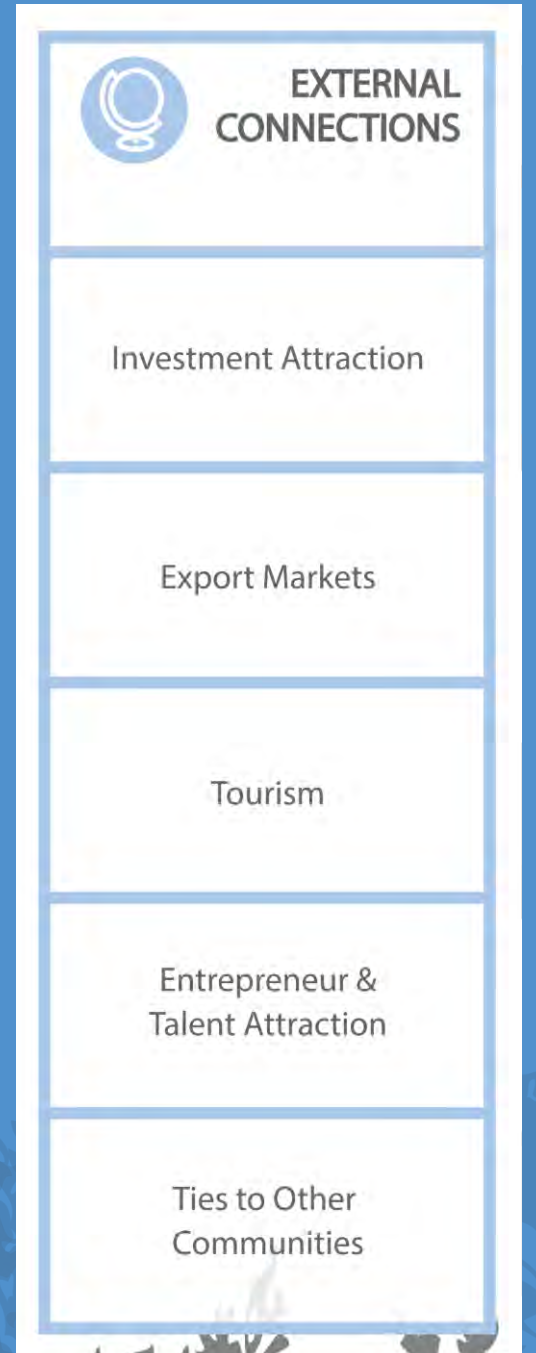 EXTERNAL
CONNECTIONS
Investment Attraction
Export Markets
Tourism
Entrepreneur &
Talent Attraction
Ties to Other
Communities